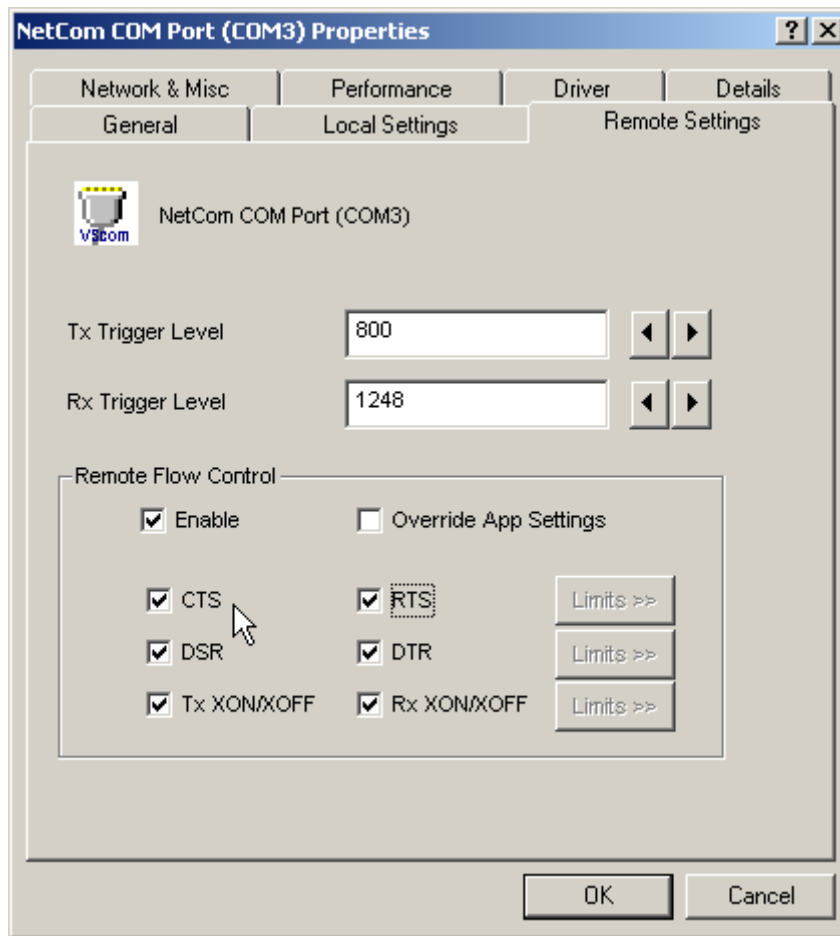 NetCom COM Port (COM3) Properties
Network & Misc Performance Driver Details
General Local Settings Remote Settings
VScom NetCom COM Port (COM3)
Tx Trigger Level 800
Rx Trigger Level 1248
Remote Flow Control
Enable Override App Settings
CTS RTS Limits >>
DSR DTR Limits >>
Tx XON/XOFF Rx XON/XOFF Limits >>
OK Cancel